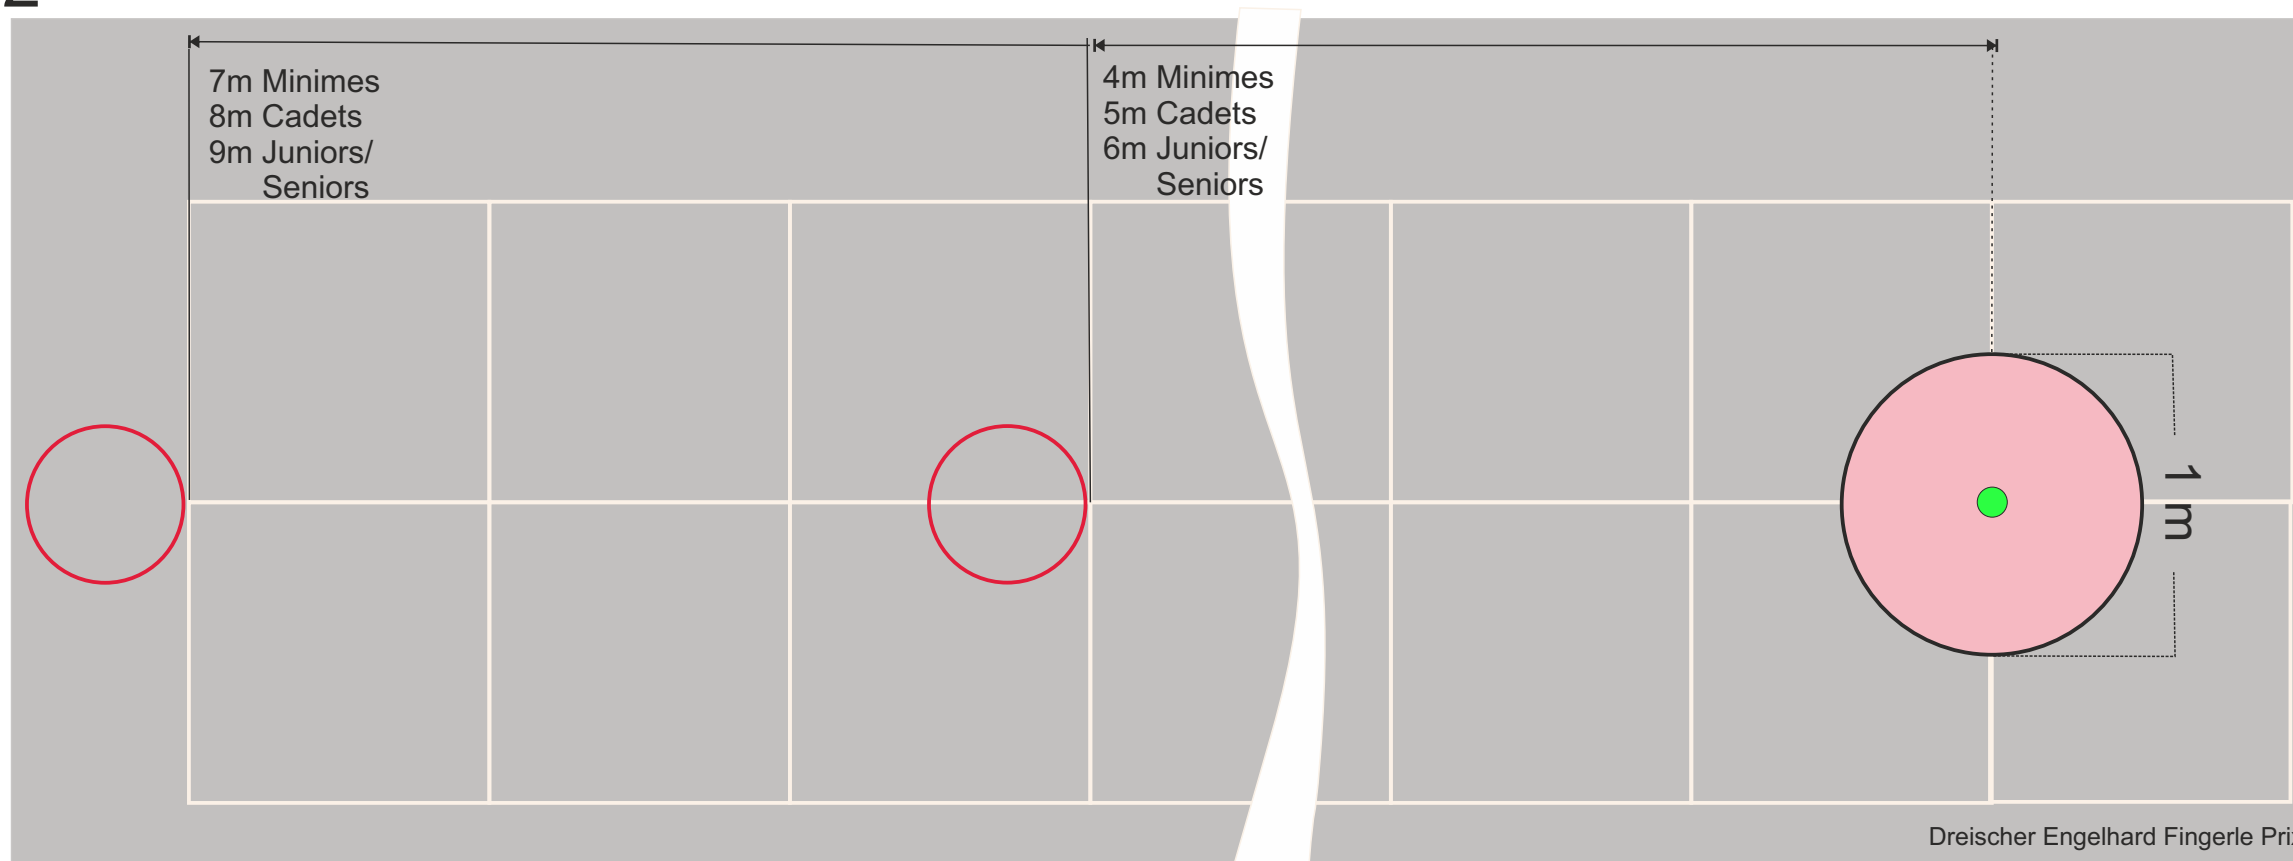 7m Minimes
8m Cadets
9m Juniors/
Seniors
4m Minimes
5m Cadets
6m Juniors/
Seniors
1 m
Dreischer Engelhard Fingerle